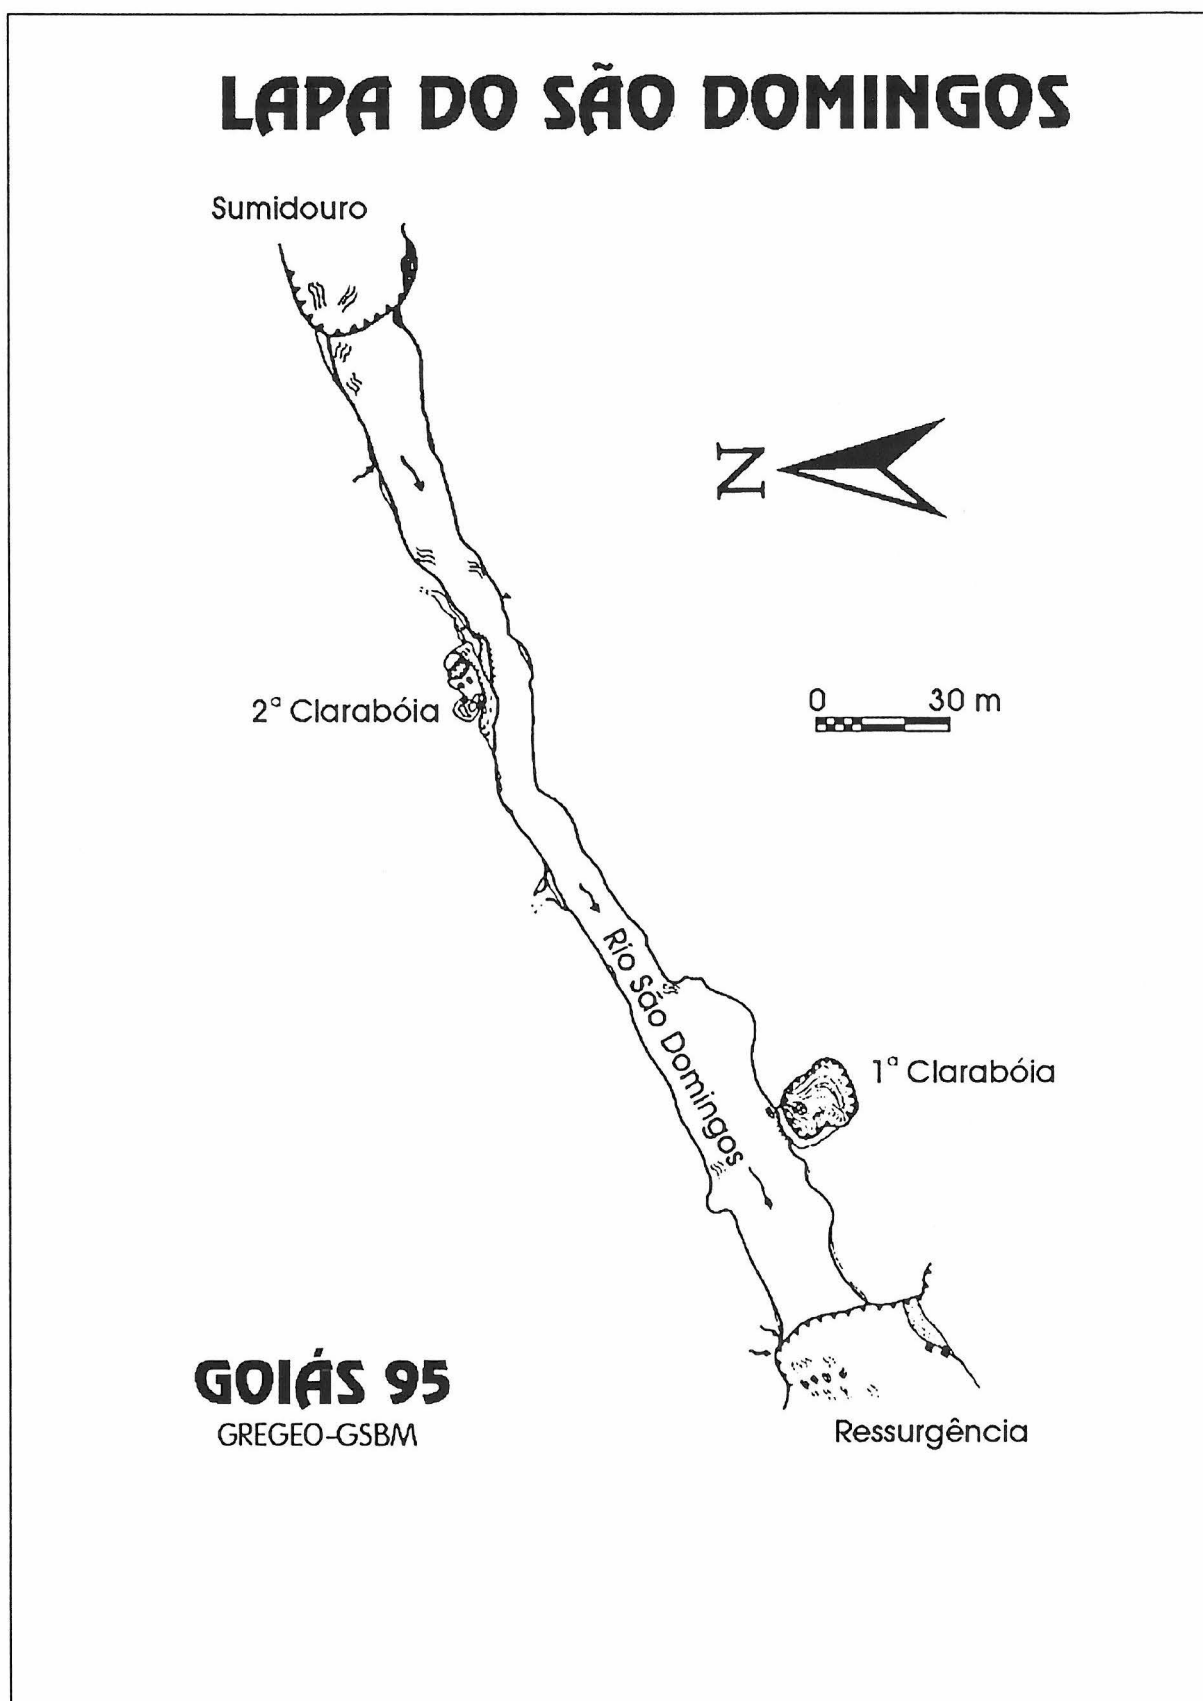 LAPA DO SÃO DOMINGOS
Sumidouro
N
2ª Clarabóia
0 30 m
Rio São Domingos
1ª Clarabóia
GOIÁS 95
GREGEO-GSBM
Ressurgência